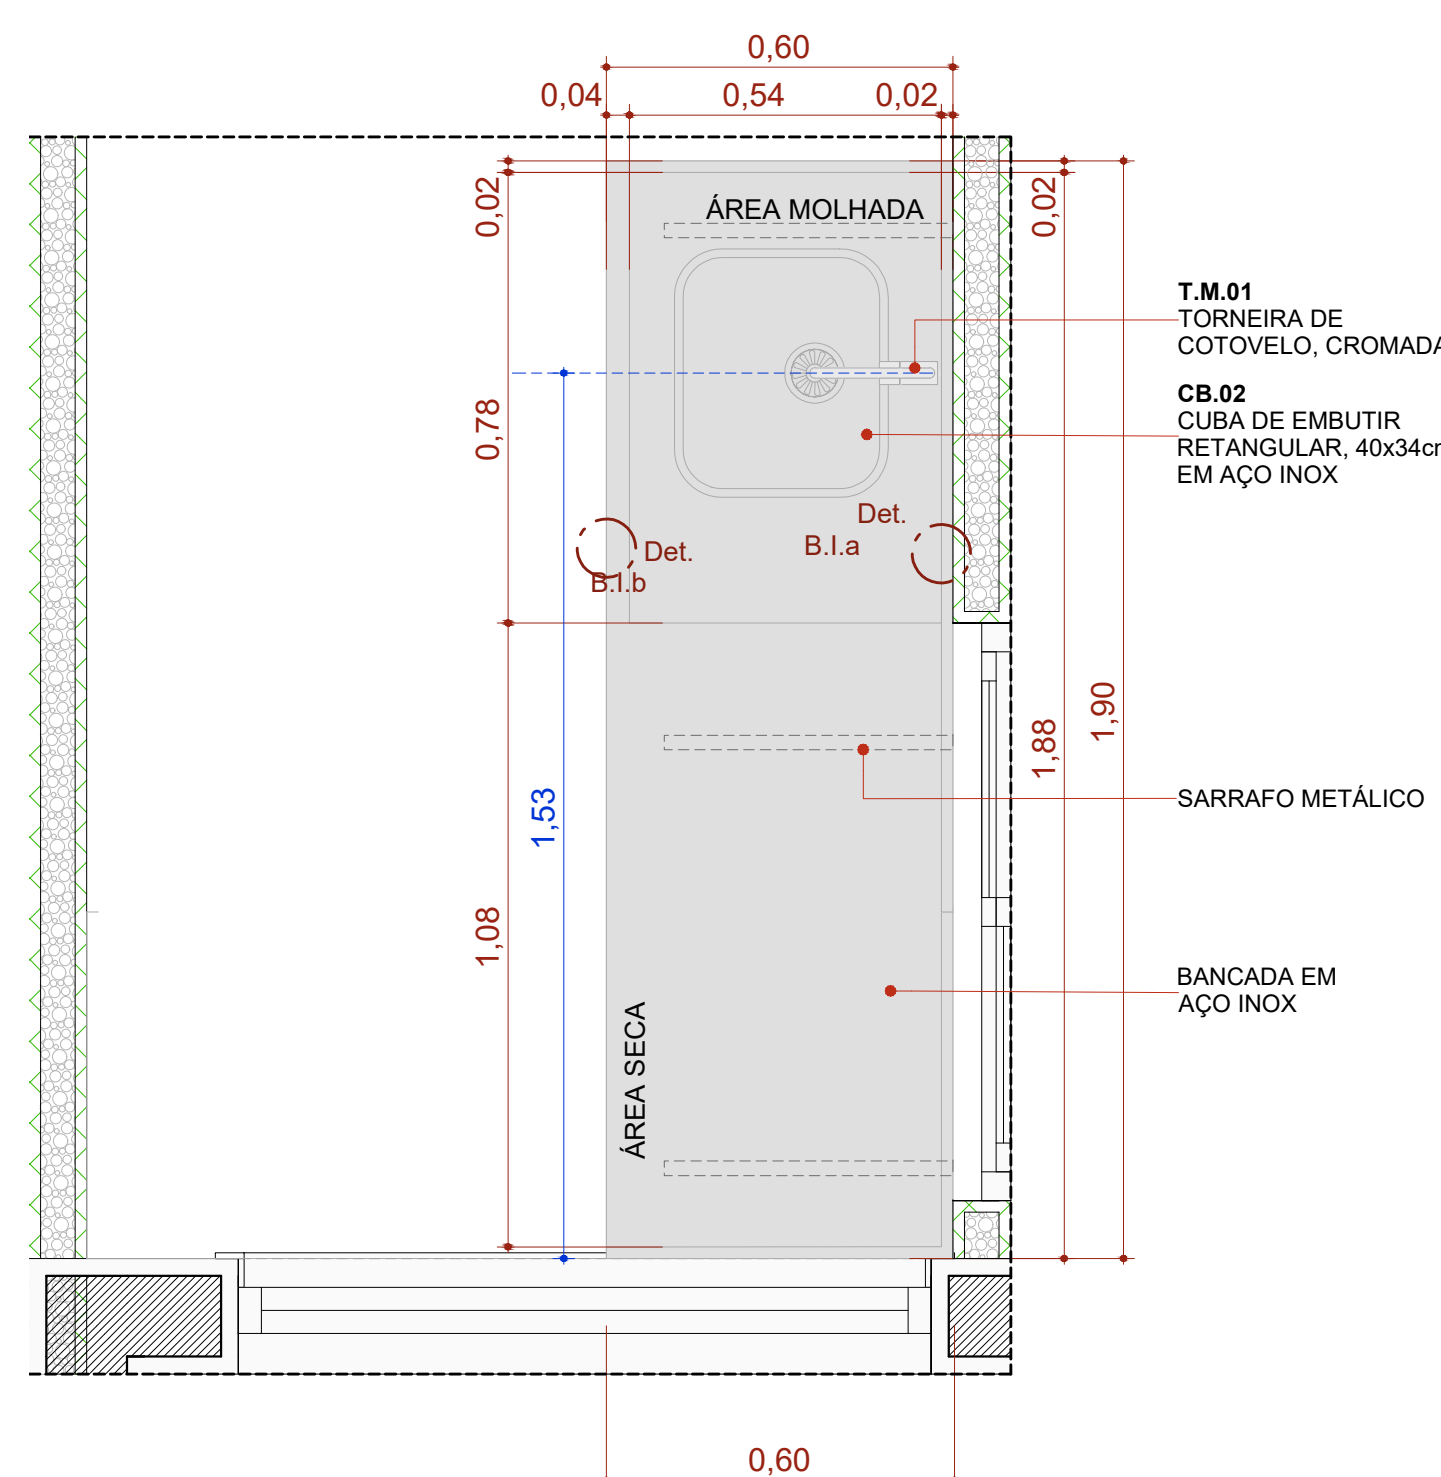 0,60
0,04
0,54
0,02
0,02
ÁREA MOLHADA
0,02
T.M.01
TORNEIRA DE
COTOVELO, CROMADA
CB.02
CUBA DE EMBUTIR
RETANGULAR, 40x34cm
EM AÇO INOX
0,78
Det.
B.I.a
Det.
B.I.b
1,90
1,88
1,53
SARRAFO METÁLICO
1,08
BANCADA EM
AÇO INOX
ÁREA SECA
0,60